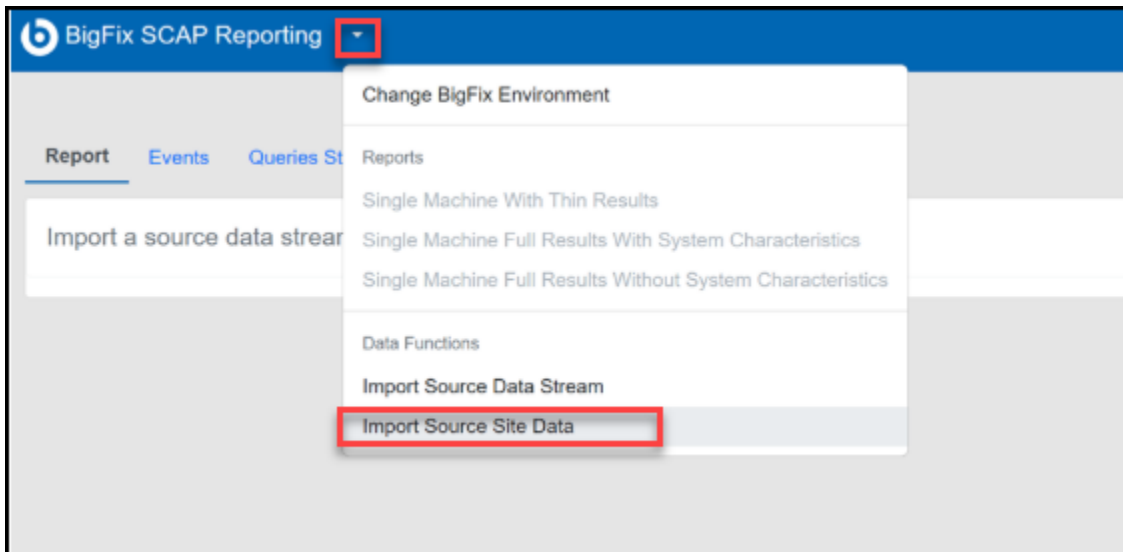 BigFix SCAP Reporting
Change BigFix Environment
Report Events Queries St
Reports
Single Machine With Thin Results
Import a source data strear
Single Machine Full Results With System Characteristics
Single Machine Full Results Without System Characteristics
Data Functions
Import Source Data Stream
Import Source Site Data